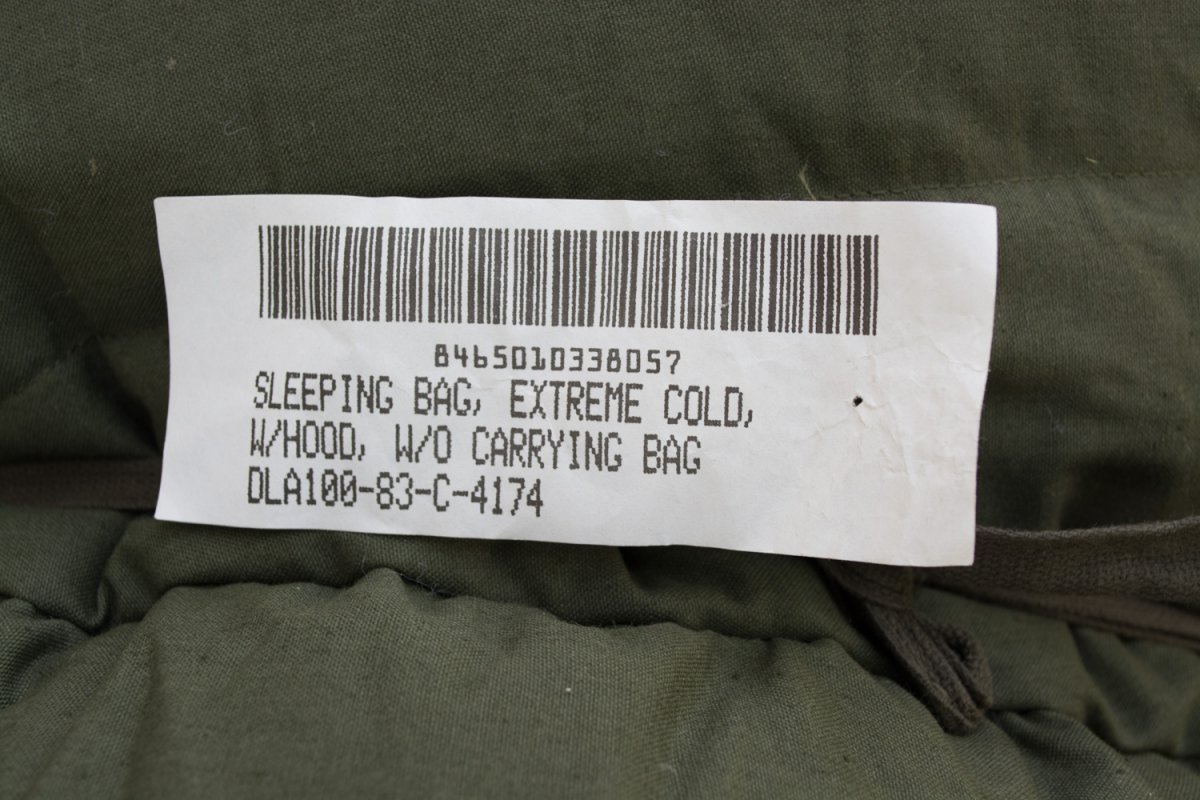 8465010338057
SLEEPING BAG, EXTREME COLD,
W/HOOD, W/O CARRYING BAG
DLA100-83-C-4174